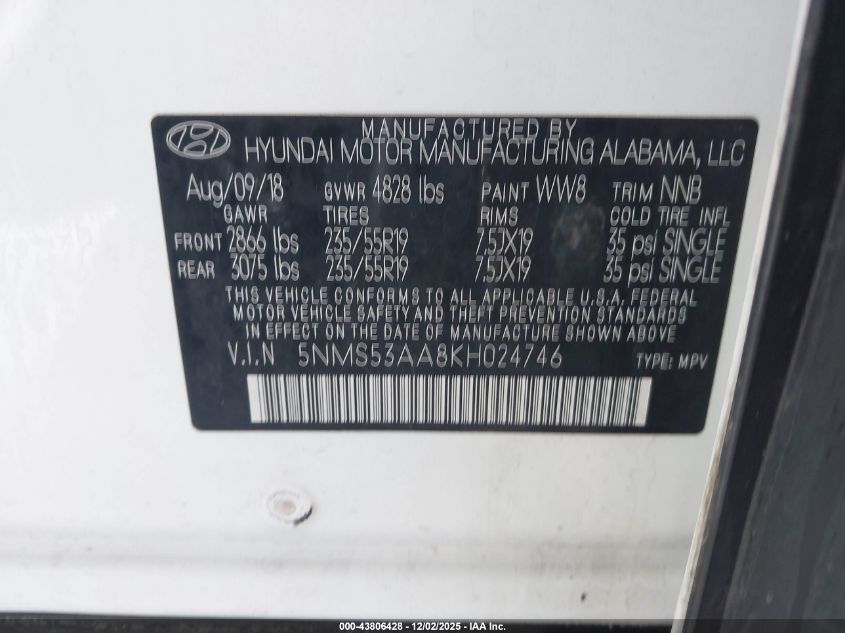 MANUFACTURED BY
HYUNDAI MOTOR MANUFACTURING ALABAMA, LLC
Aug/09/18 GVWR 4828 lbs PAINT WW8 TRIM NNB
GAWR TIRES RIMS COLD TIRE INFL
FRONT 2866 lbs 235/55R19 7.5JX19 35 psi SINGLE
REAR 3075 lbs 235/55R19 7.5JX19 35 psi SINGLE
THIS VEHICLE CONFORMS TO ALL APPLICABLE U.S.A. FEDERAL
MOTOR VEHICLE SAFETY AND THEFT PREVENTION STANDARDS
IN EFFECT ON THE DATE OF MANUFACTURE SHOWN ABOVE
V.I.N 5NMS53AA8KH024746 TYPE: MPV
000-43806428 - 12/02/2025 - IAA Inc.